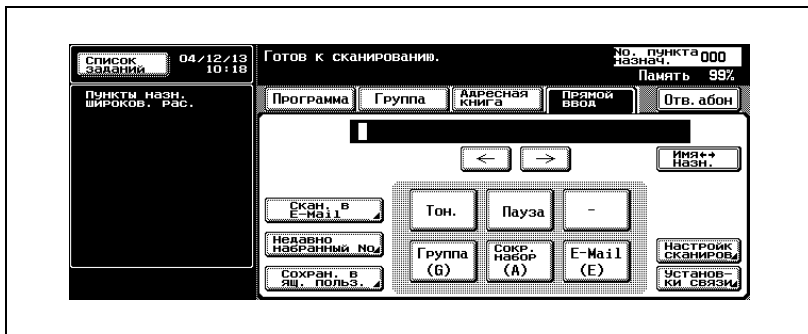 Список
заданий
04/12/13
10:18
Готов к сканированию.
No. пункта
назнач.
000
Память 99%
Пункты назн.
широков. рас.
Программа
Группа
Адресная
книга
Прямой
ввод
Отв. абон
← →
Имя↔
Назн.
Скан. в
E-Mail
Тон.
Пауза
-
Недавно
набранный No
Группа
(G)
Сокр.
набор
(A)
E-Mail
(E)
Настройк
сканиров
Сохран. в
ящ. польз.
Установ-
ки связи